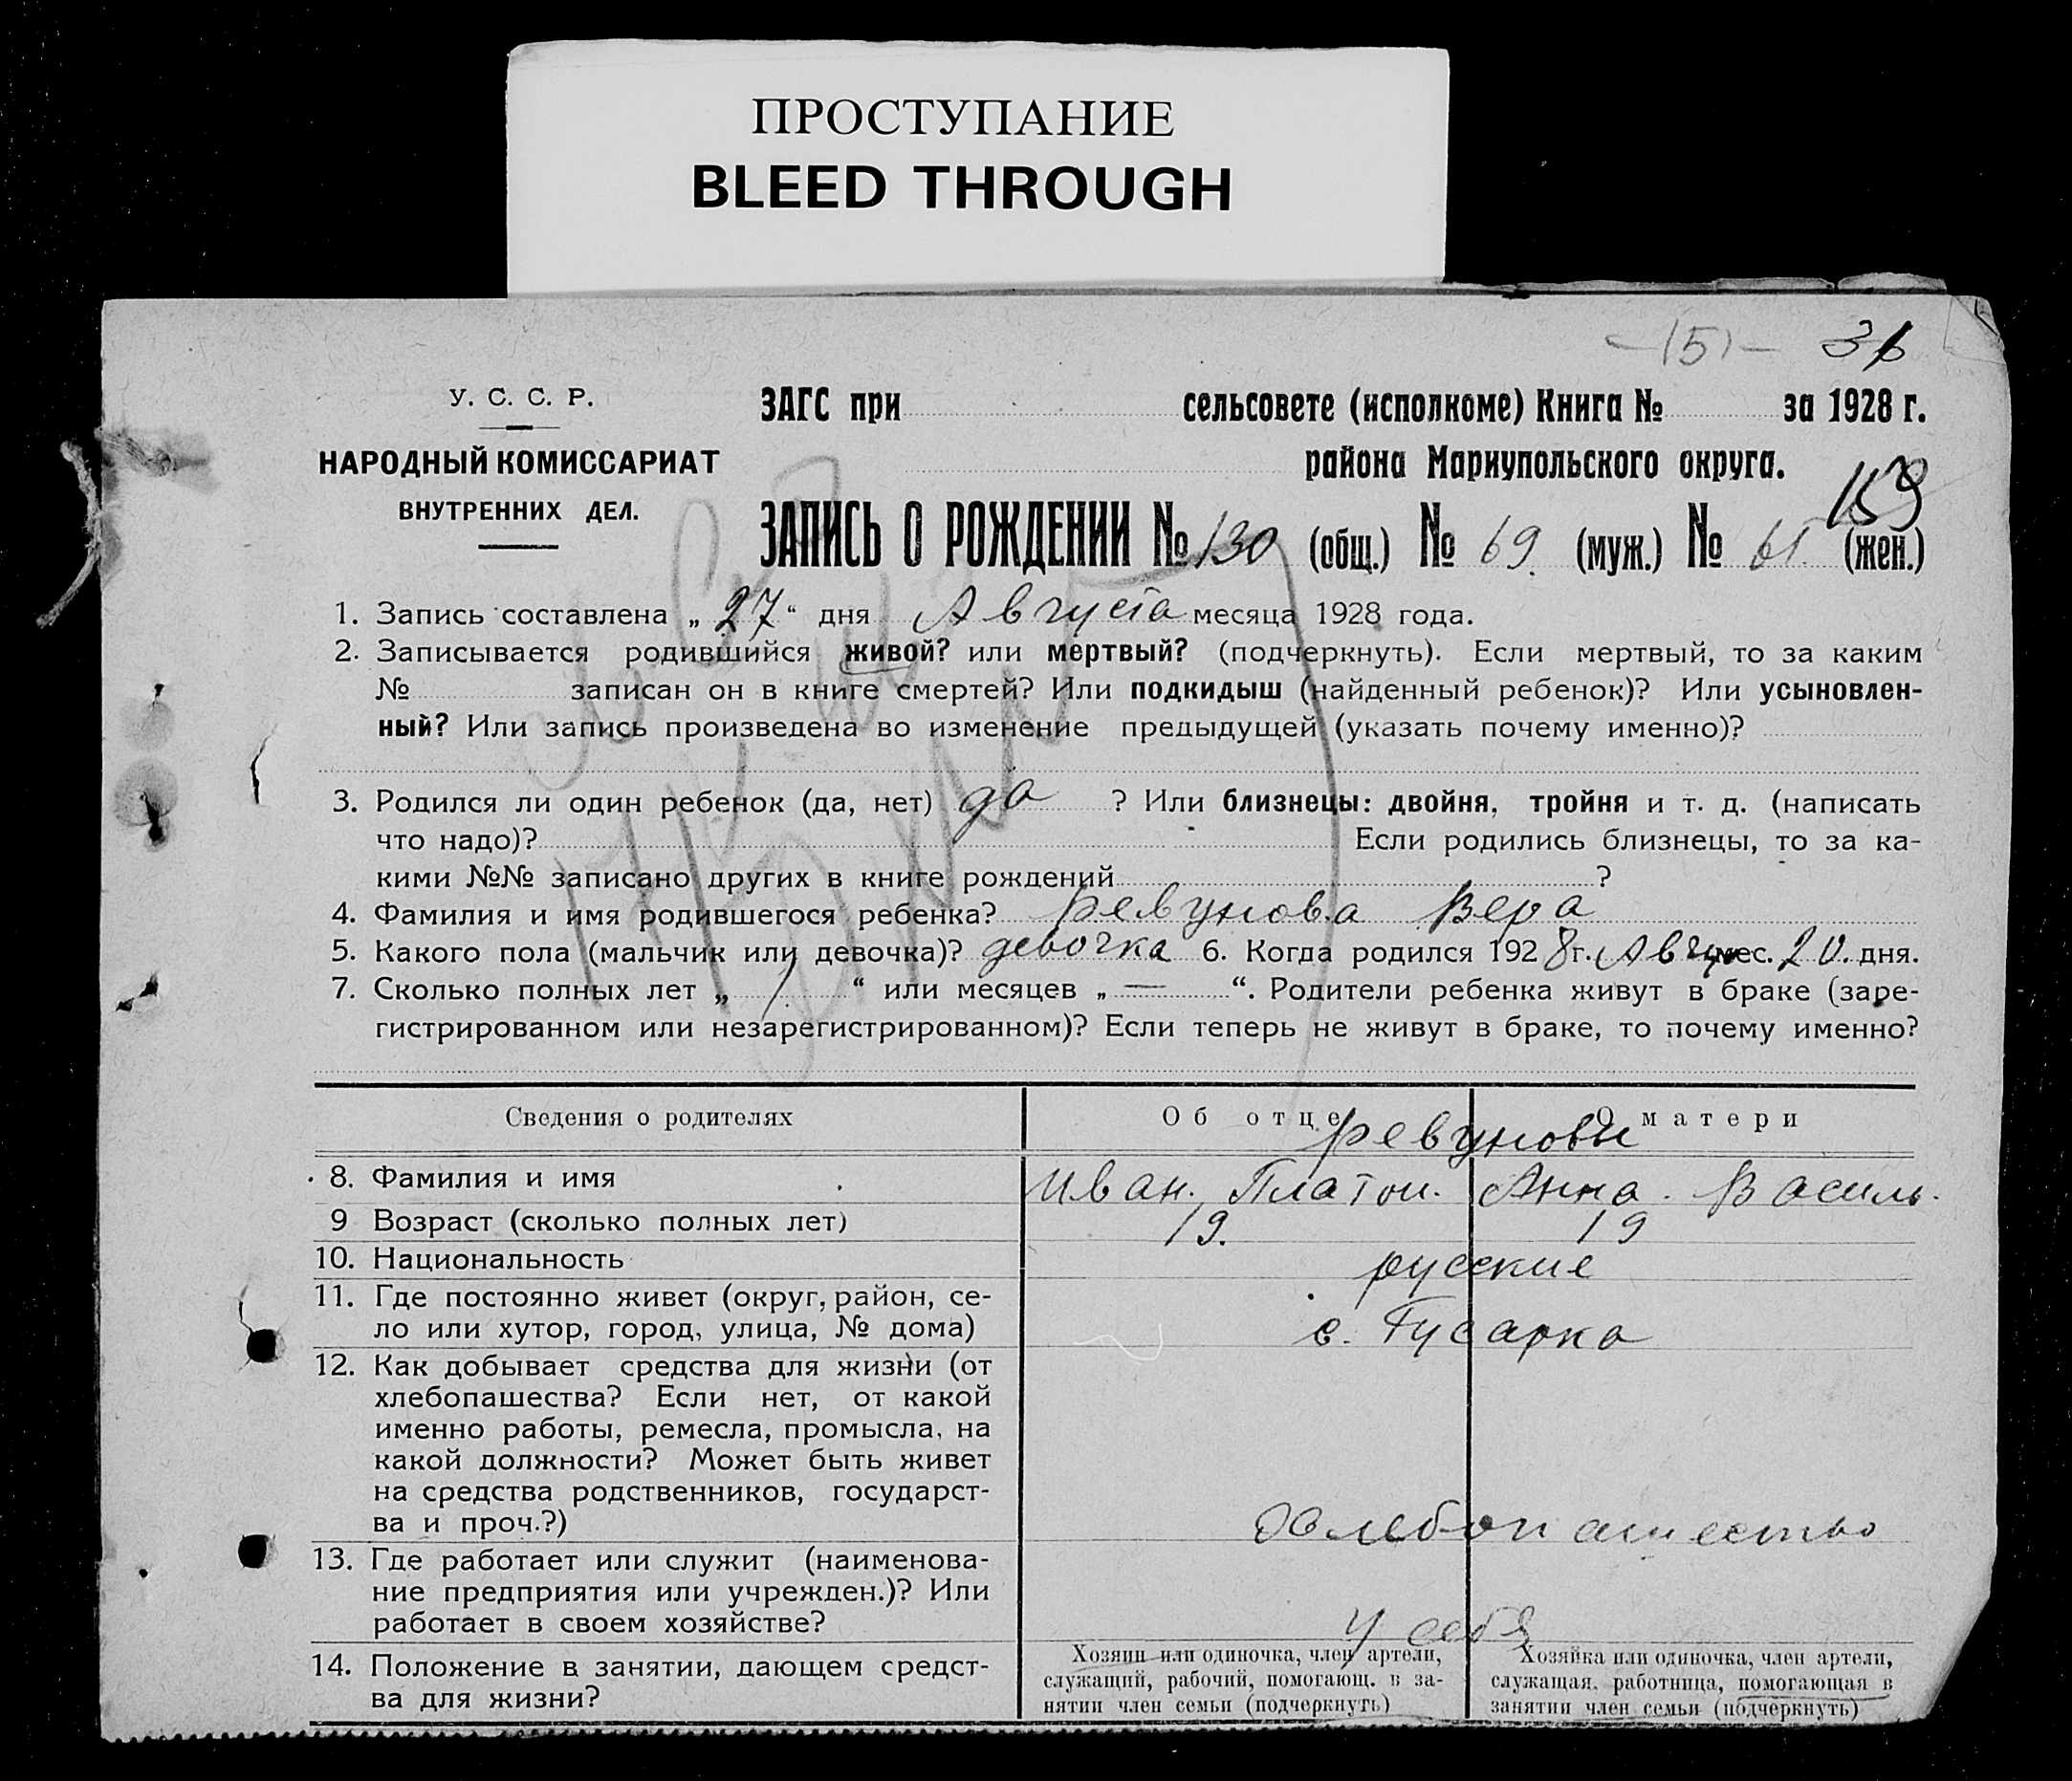 ПРОСТУПАНИЕ
BLEED THROUGH
-(5)-
У. С. С. Р.
НАРОДНЫЙ КОМИССАРИАТ
ВНУТРЕННИХ ДЕЛ.
ЗАГС при сельсовете (исполкоме) Книга № за 1928 г.
района Мариупольского округа.
159
ЗАПИСЬ О РОЖДЕНИИ № 130 (общ.) № 69. (муж.) № 61. (жен.)
1. Запись составлена „ 27 “ дня Августа месяца 1928 года.
2. Записывается родившийся живой? или мертвый? (подчеркнуть). Если мертвый, то за каким
№ записан он в книге смертей? Или подкидыш (найденный ребенок)? Или усыновлен-
ный? Или запись произведена во изменение предыдущей (указать почему именно)?
3. Родился ли один ребенок (да, нет) да ? Или близнецы: двойня, тройня и т. д. (написать
что надо)? Если родились близнецы, то за ка-
кими №№ записано других в книге рождений ?
4. Фамилия и имя родившегося ребенка? Ревунова Вера
5. Какого пола (мальчик или девочка)? девочка 6. Когда родился 1928 г. Авгу мес. 20. дня.
7. Сколько полных лет „ 1. “ или месяцев „ — “. Родители ребенка живут в браке (заре-
гистрированном или незарегистрированном)? Если теперь не живут в браке, то почему именно?
Сведения о родителях Об отце О матери
Ревуновы
8. Фамилия и имя Иван. Платон. Анна. Василь.
9 Возраст (сколько полных лет) 19. 19
10. Национальность русские
11. Где постоянно живет (округ, район, се-
ло или хутор, город, улица, № дома) с. Гусарка
12. Как добывает средства для жизни (от
хлебопашества? Если нет, от какой
именно работы, ремесла, промысла, на
какой должности? Может быть живет
на средства родственников, государст-
ва и проч.?) Хлебопашество
13. Где работает или служит (наименова-
ние предприятия или учрежден.)? Или
работает в своем хозяйстве? у себя
14. Положение в занятии, дающем средст-
ва для жизни?
Хозяин или одиночка, член артели,
служащий, рабочий, помогающ. в за-
нятии член семьи (подчеркнуть)
Хозяйка или одиночка, член артели,
служащая, работница, помогающая в
занятии член семьи (подчеркнуть)